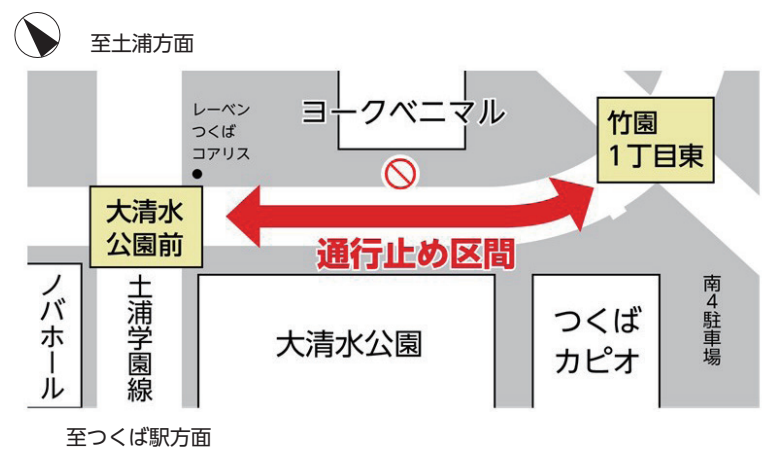 至土浦方面
レーベン
つくば
コアリス
ヨークベニマル
竹園
1丁目東
大清水
公園前
通行止め区間
ノバホール
土浦学園線
大清水公園
つくば
カピオ
南4駐車場
至つくば駅方面